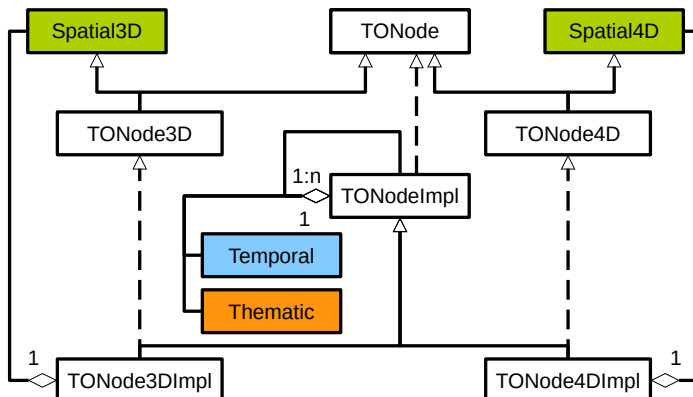 Spatial3D
TONode
Spatial4D
TONode3D
TONode4D
1:n
TONodeImpl
1
Temporal
Thematic
1
TONode3DImpl
TONode4DImpl
1